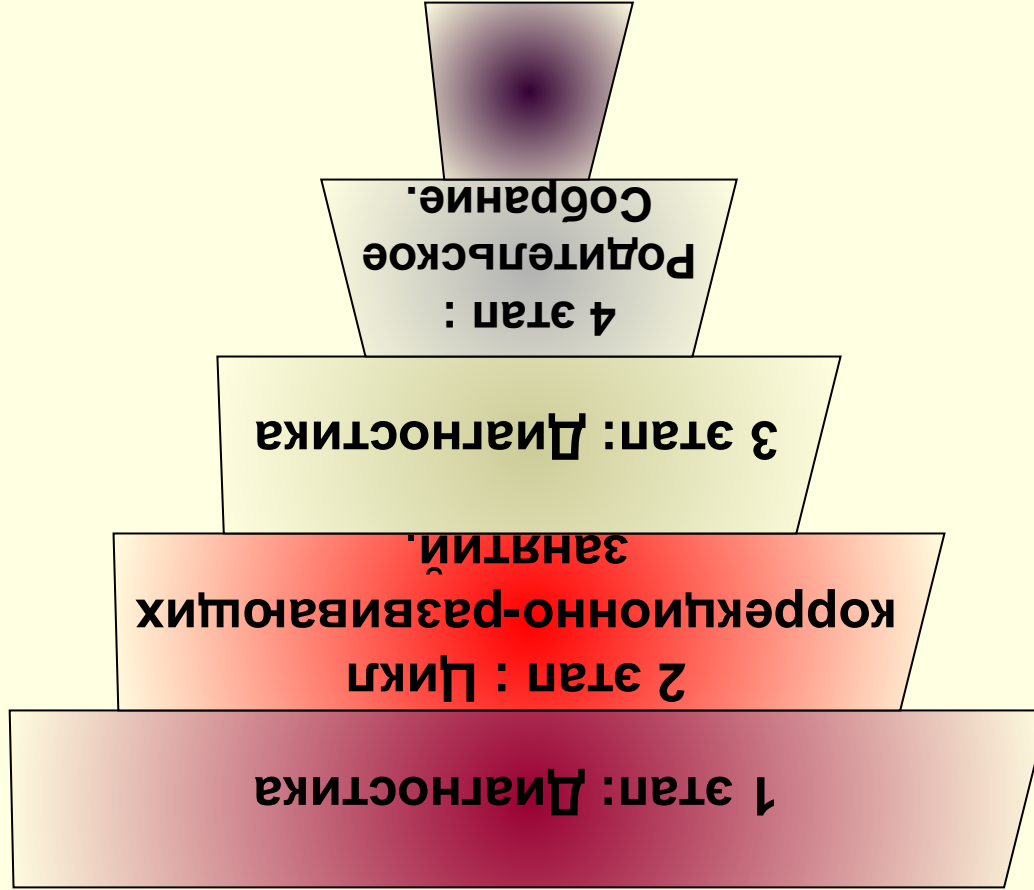 1 этап: Диагностика
2 этап : Цикл
коррекционно-развивающих
занятий.
3 этап: Диагностика
4 этап :
Родительское
Собрание.